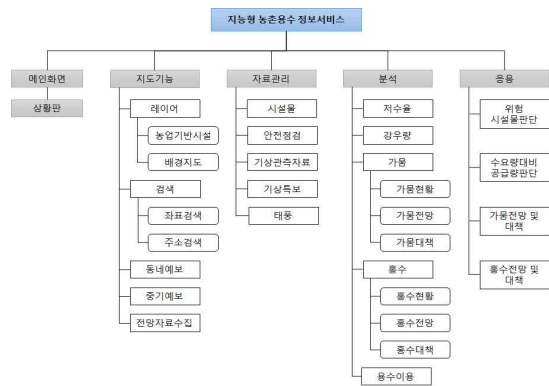 지능형 농촌용수 정보서비스
메인화면
상황판
지도기능
레이어
농업기반시설
배경지도
검색
좌표검색
주소검색
동네예보
중기예보
전망자료수집
자료관리
시설물
안전점검
기상관측자료
기상특보
태풍
분석
저수율
강우량
가뭄
가뭄현황
가뭄전망
가뭄대책
홍수
홍수현황
홍수전망
홍수대책
용수이용
응용
위험
시설물판단
수요량대비
공급량판단
가뭄전망 및
대책
홍수전망 및
대책